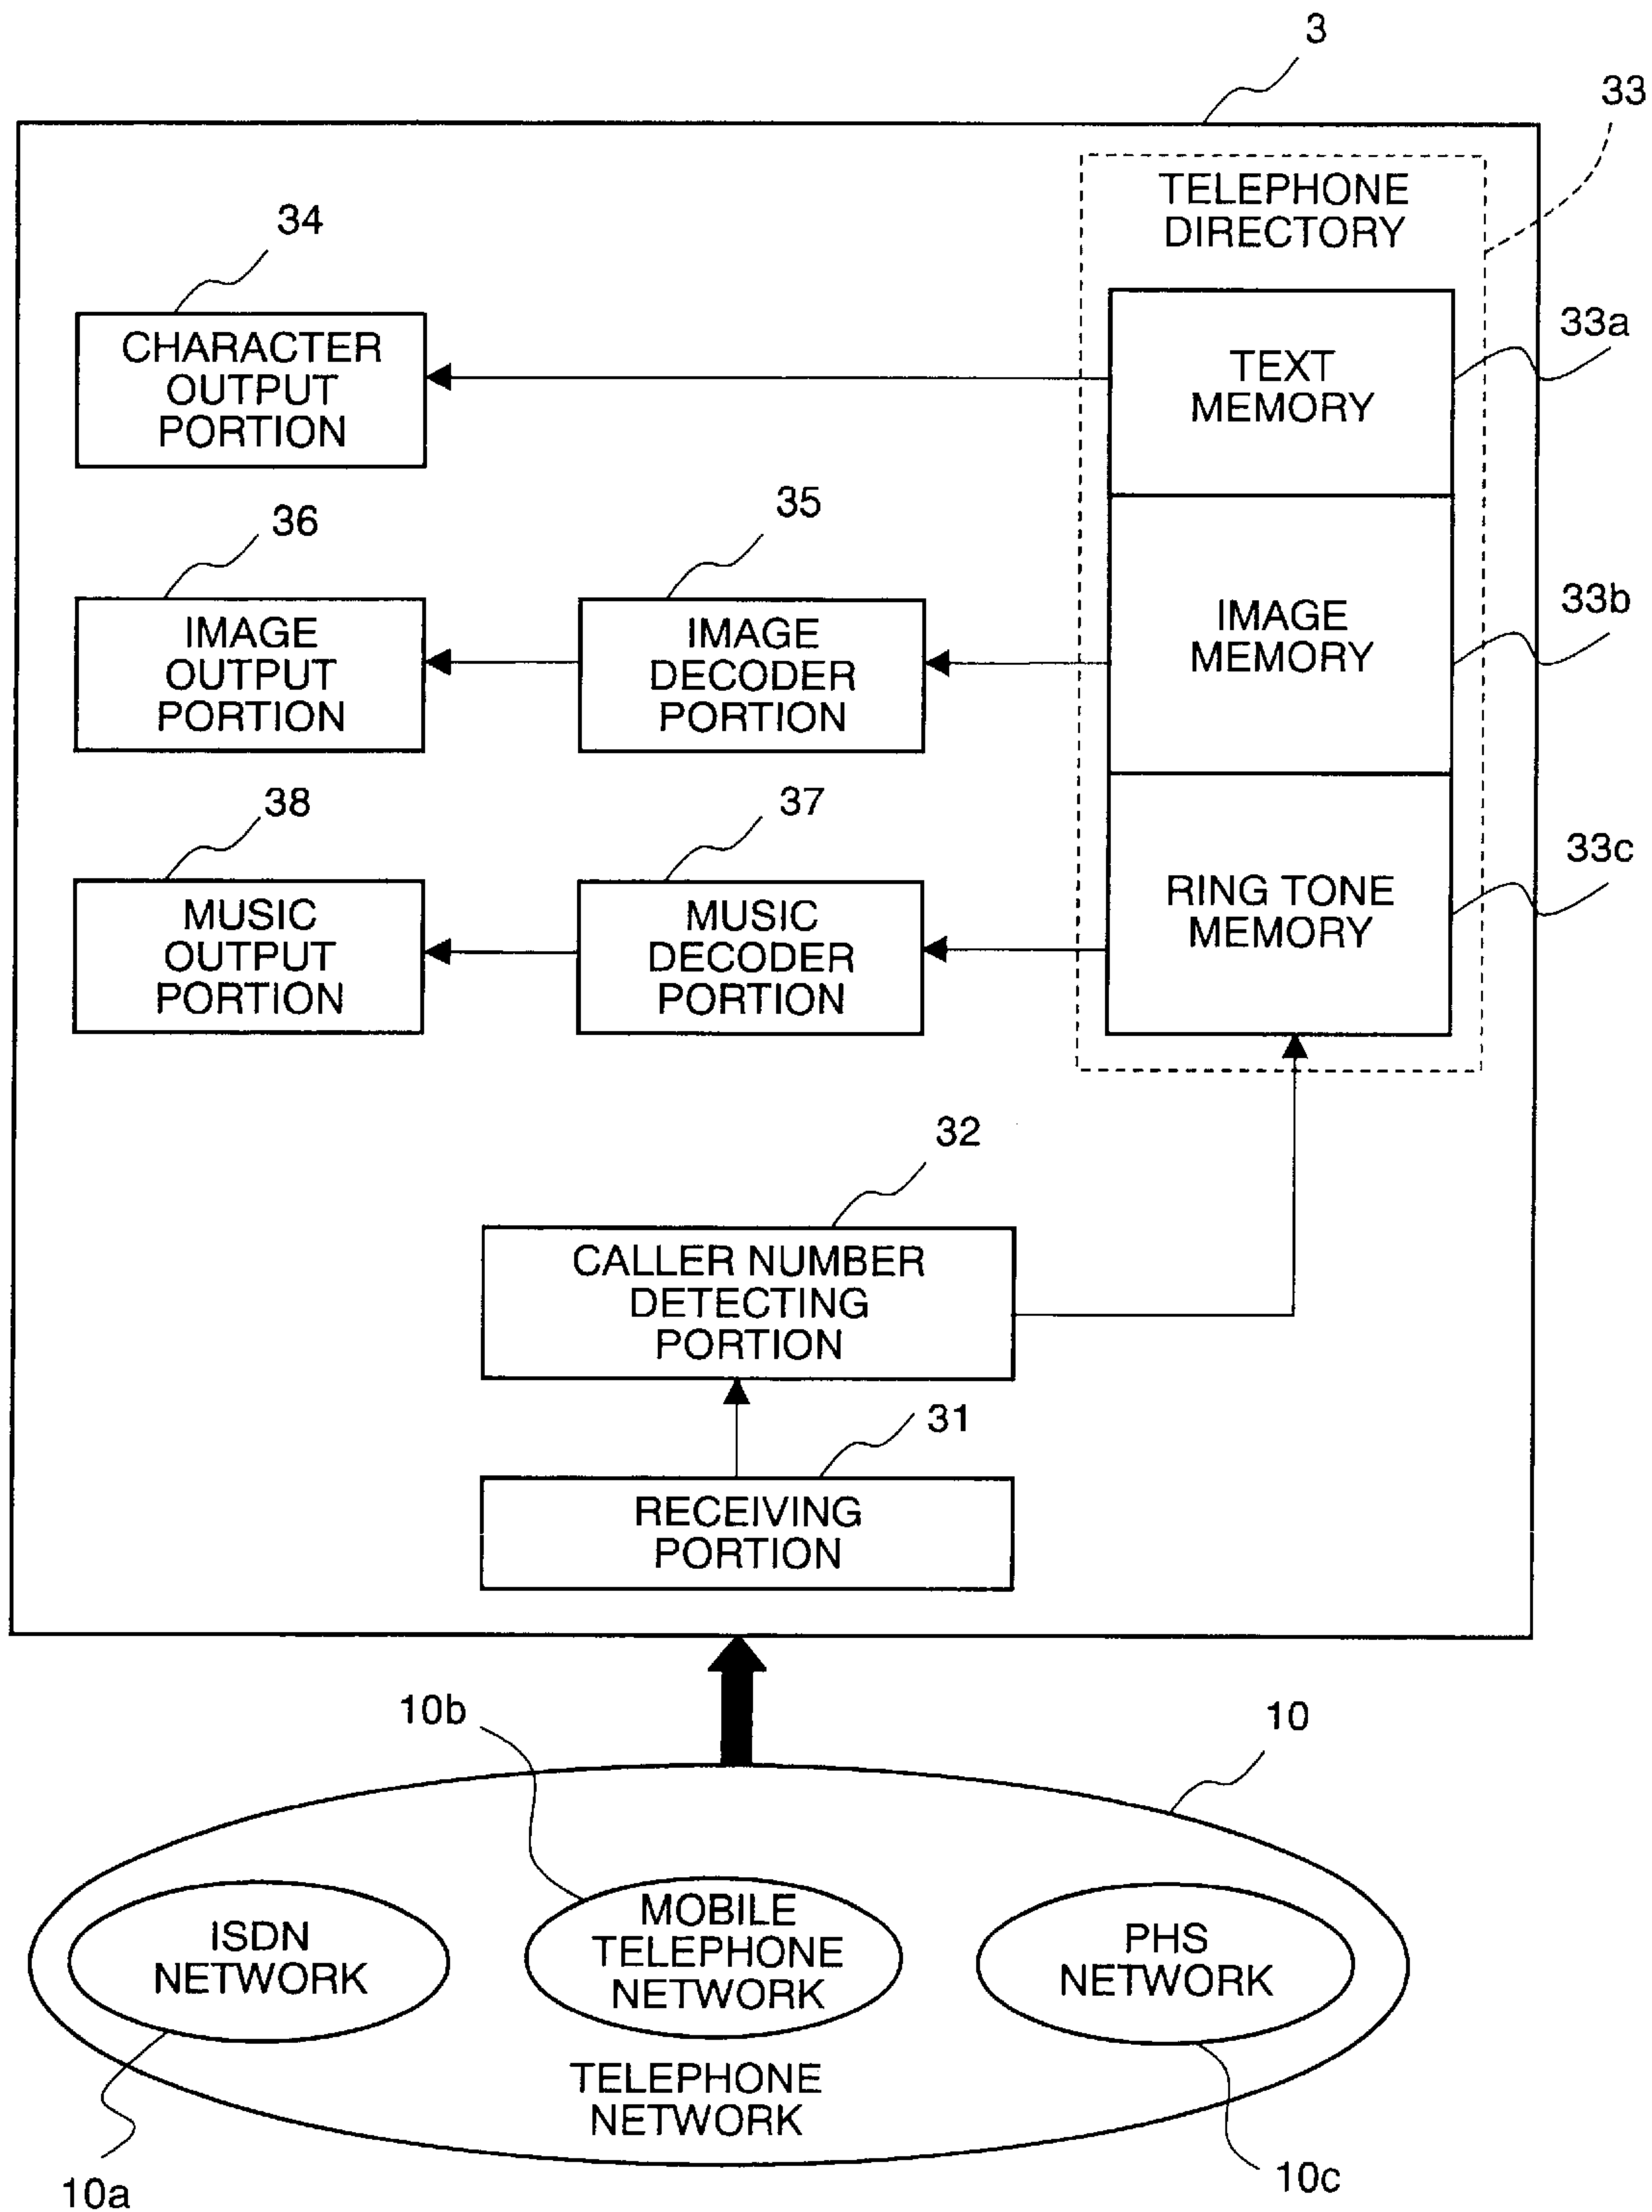 3
33
TELEPHONE
DIRECTORY
34
CHARACTER
OUTPUT
PORTION
TEXT
MEMORY
33a
36
IMAGE
OUTPUT
PORTION
35
IMAGE
DECODER
PORTION
IMAGE
MEMORY
33b
38
MUSIC
OUTPUT
PORTION
37
MUSIC
DECODER
PORTION
RING TONE
MEMORY
33c
32
CALLER NUMBER
DETECTING
PORTION
31
RECEIVING
PORTION
10b
10
ISDN
NETWORK
MOBILE
TELEPHONE
NETWORK
PHS
NETWORK
TELEPHONE
NETWORK
10a
10c